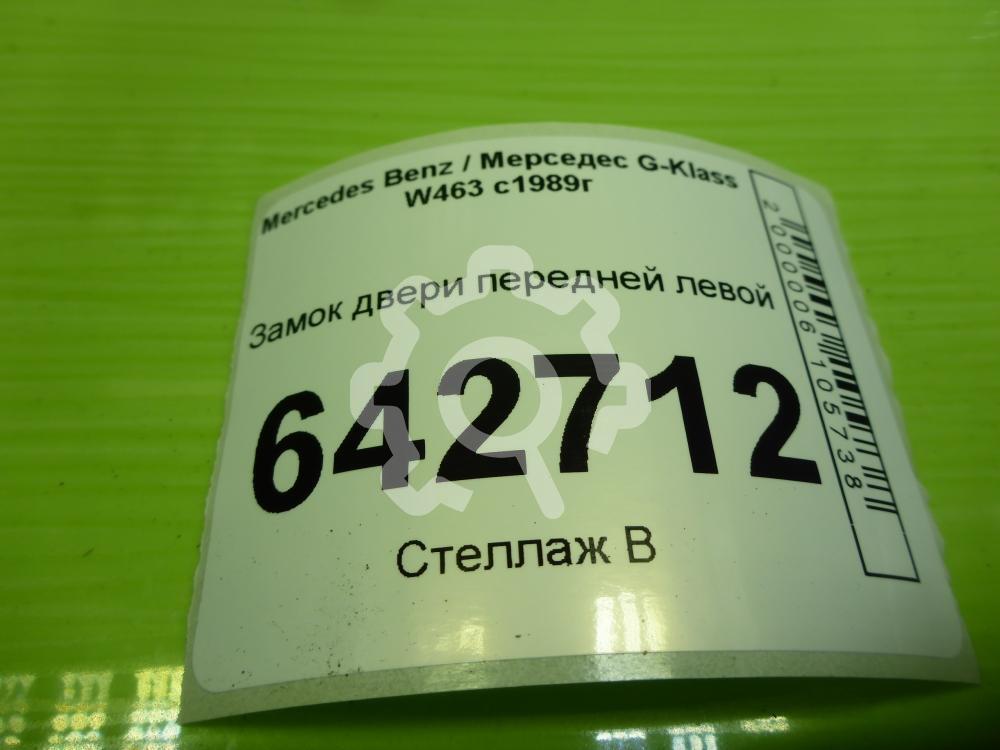 Mercedes Benz / Мерседес G-Klass
W463 с1989г
Замок двери передней левой
642712
Стеллаж В
2000006105738